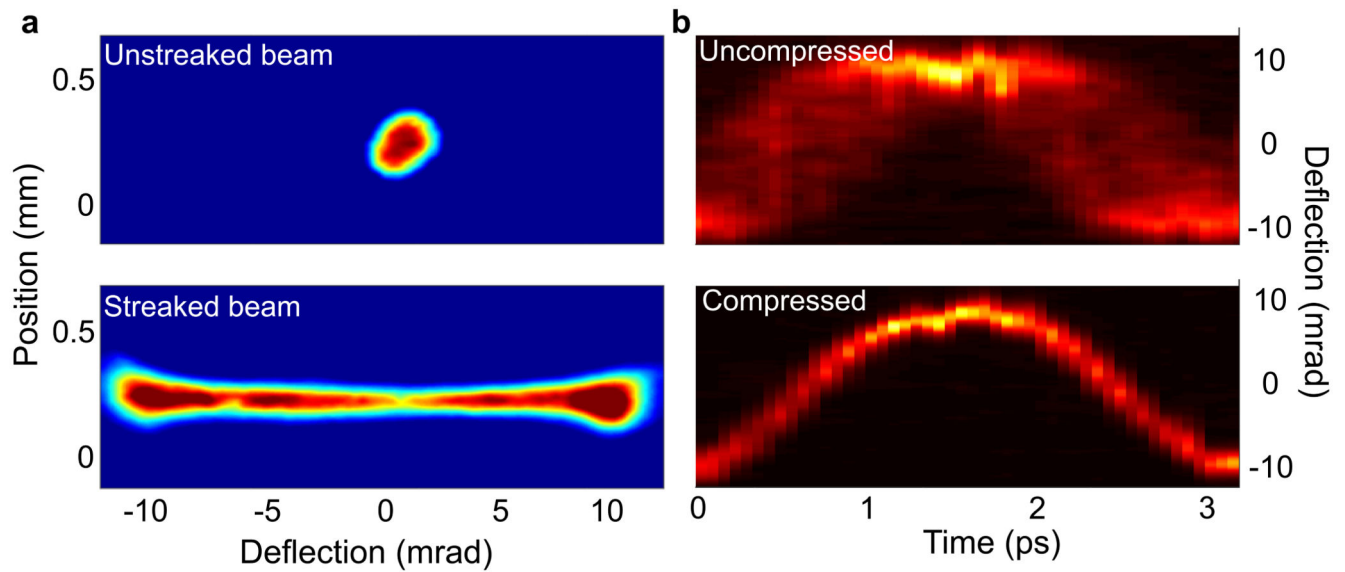 a
Unstreaked beam
0.5
0
Streaked beam
0.5
0
Position (mm)
-10 -5 0 5 10
Deflection (mrad)
b
Uncompressed
10
0
-10
Compressed
10
0
-10
Deflection (mrad)
0 1 2 3
Time (ps)